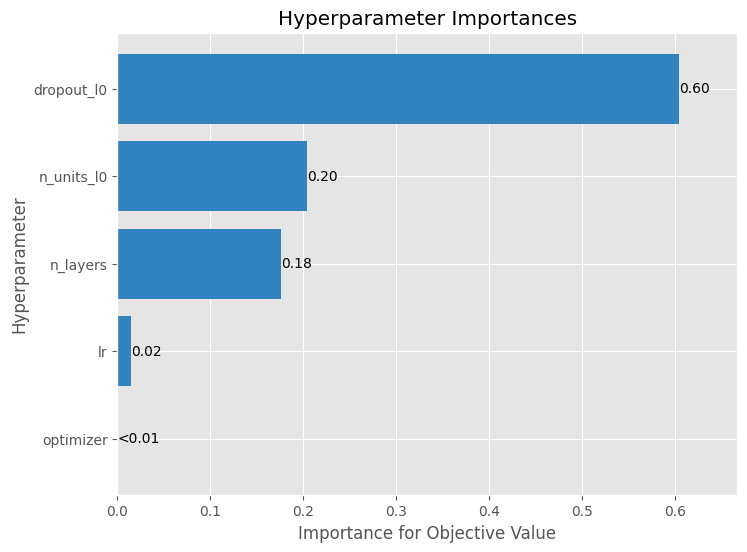 Hyperparameter Importances
Hyperparameter
dropout_l0
0.60
n_units_l0
0.20
n_layers
0.18
lr
0.02
optimizer
<0.01
0.0 0.1 0.2 0.3 0.4 0.5 0.6
Importance for Objective Value